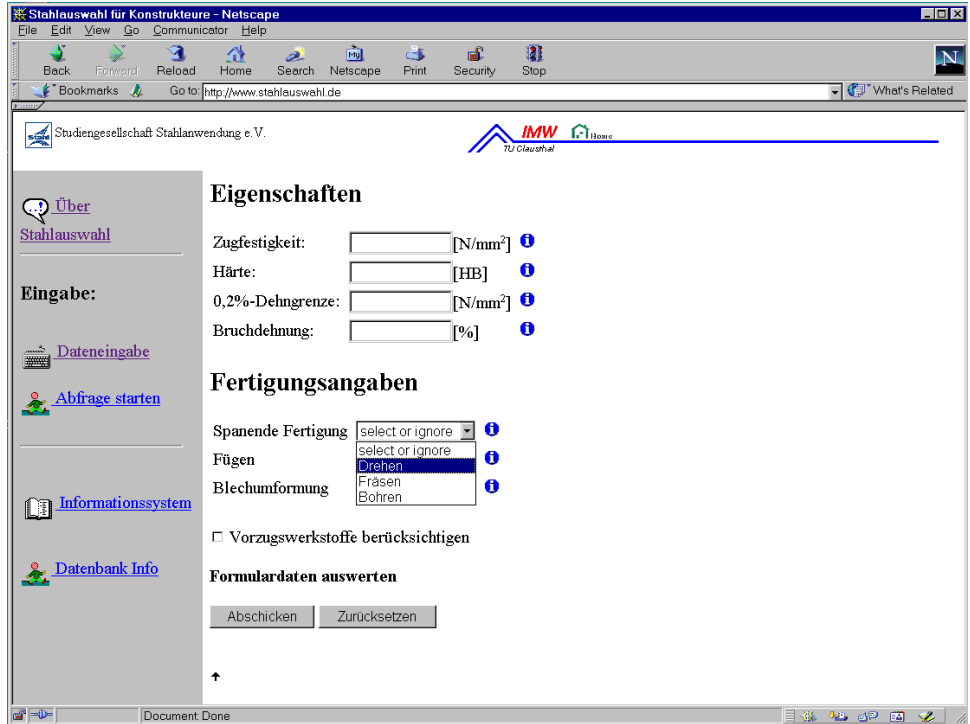 Stahlauswahl für Konstrukteure - Netscape
File Edit View Go Communicator Help
Back Forward Reload Home Search Netscape Print Security Stop
My
N
Bookmarks Go to: http://www.stahlauswahl.de What's Related
Stahl Studiengesellschaft Stahlanwendung e.V.
IMW Home
TU Clausthal
Über
Stahlauswahl
Eingabe:
Dateneingabe
Abfrage starten
Informationssystem
Datenbank Info
Eigenschaften
Zugfestigkeit: [N/mm²]
Härte: [HB]
0,2%-Dehngrenze: [N/mm²]
Bruchdehnung: [%]
Fertigungsangaben
Spanende Fertigung select or ignore
select or ignore
Drehen
Fräsen
Bohren
Fügen
Blechumformung
Vorzugswerkstoffe berücksichtigen
Formulardaten auswerten
Abschicken Zurücksetzen
Document: Done